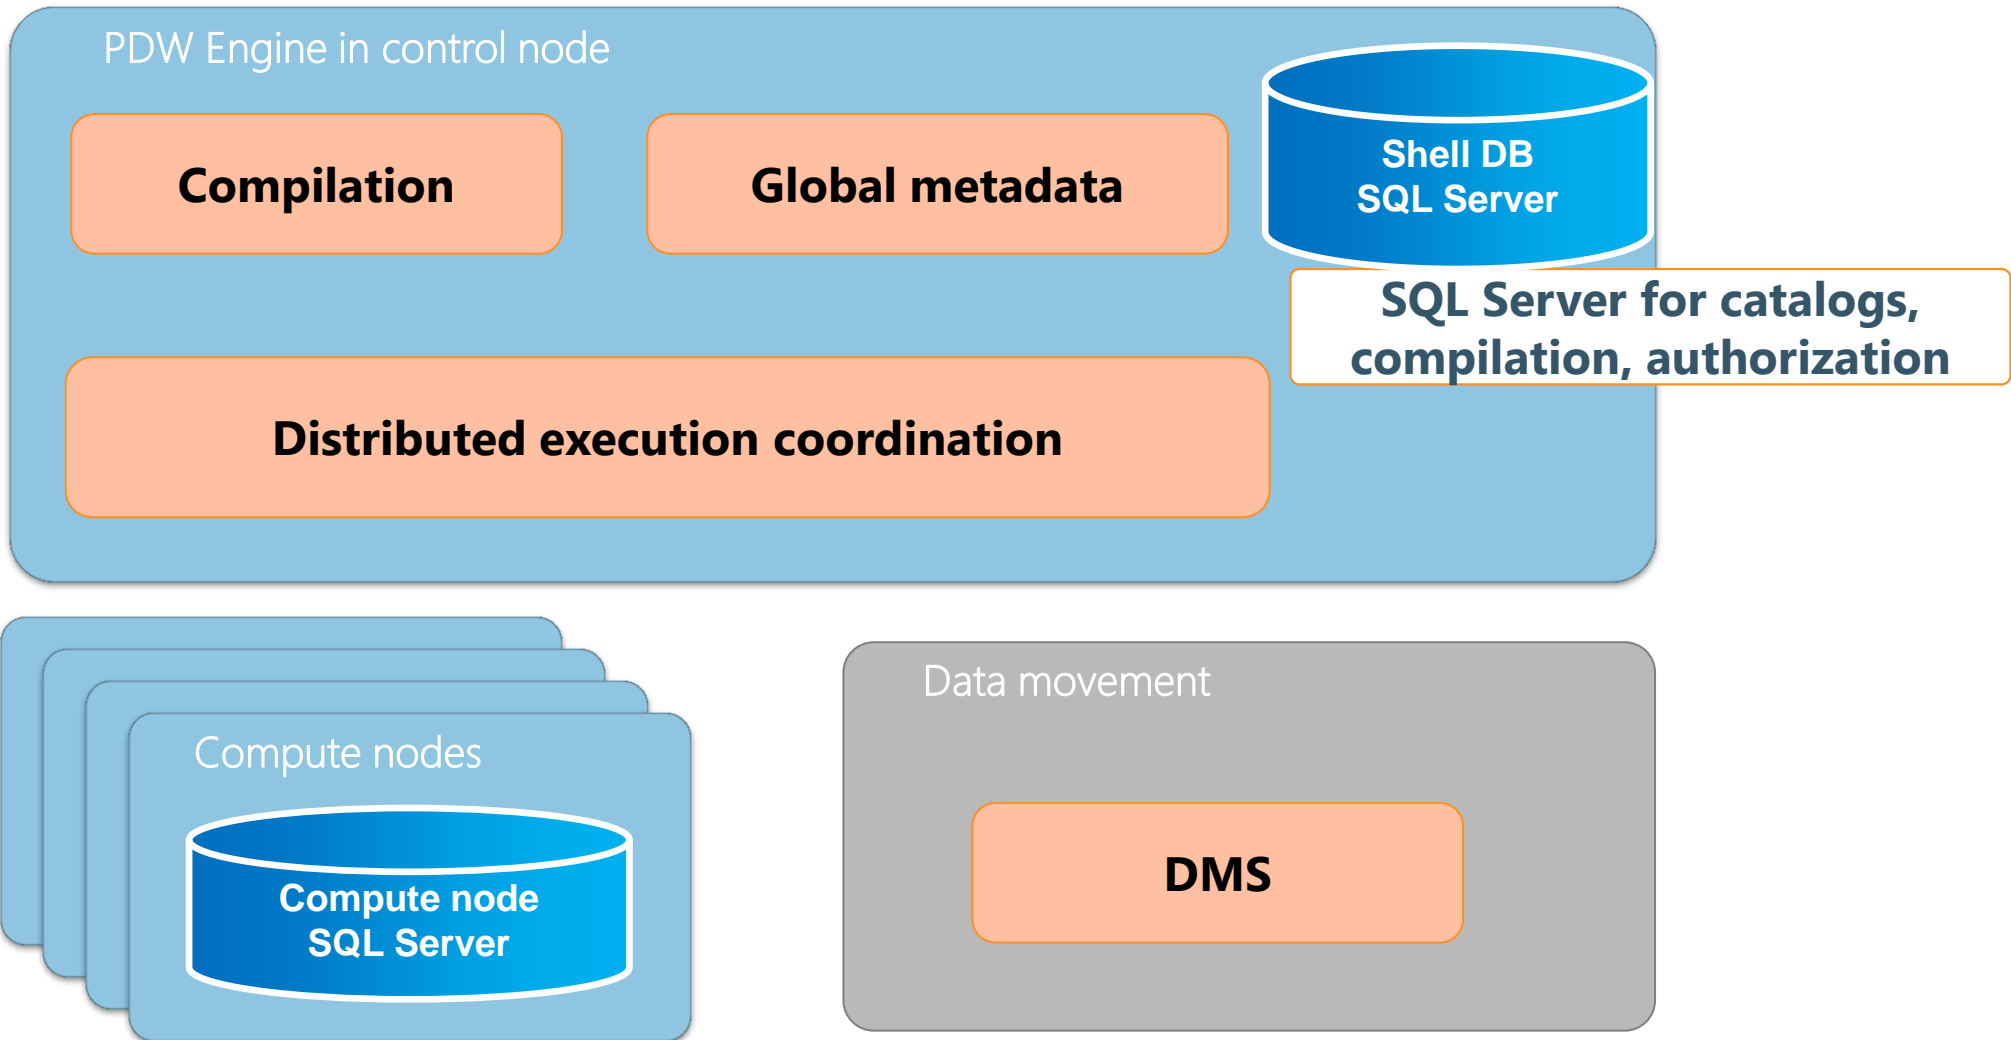 PDW Engine in control node
Compilation
Global metadata
Shell DB
SQL Server
SQL Server for catalogs,
compilation, authorization
Distributed execution coordination
Compute nodes
Compute node
SQL Server
Data movement
DMS